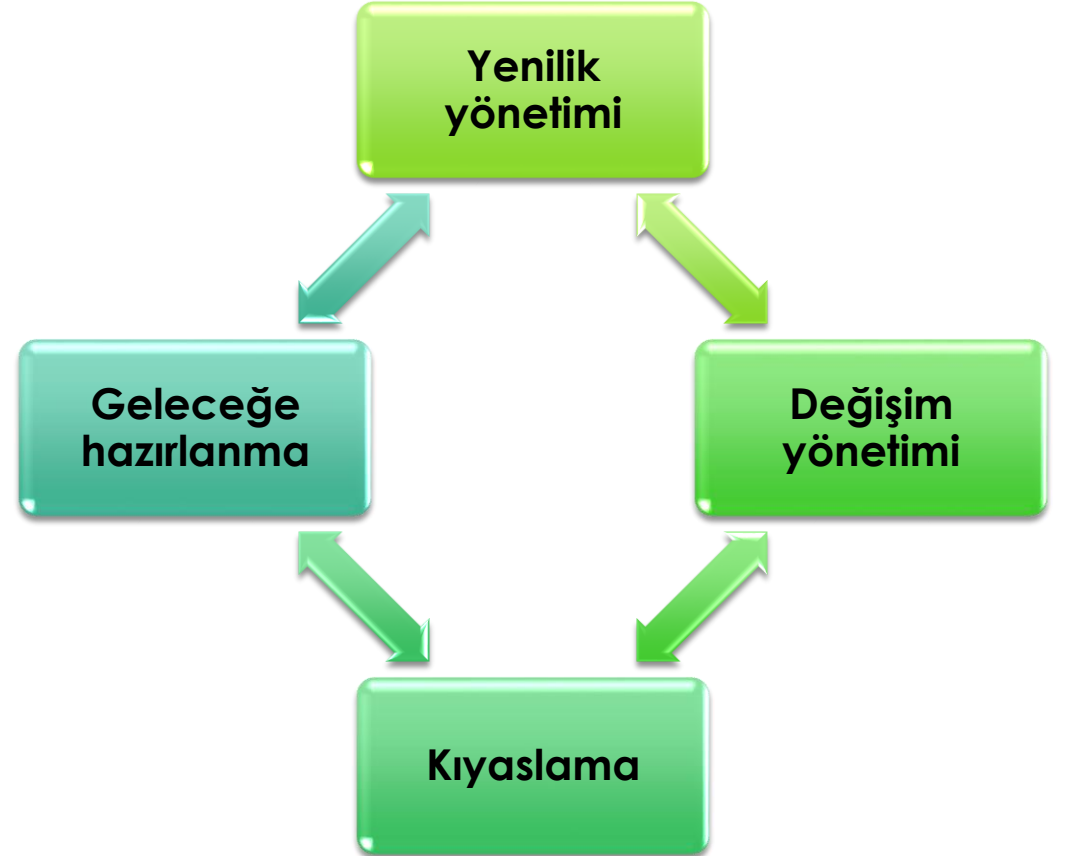 Yenilik
yönetimi
Geleceğe
hazırlanma
Değişim
yönetimi
Kıyaslama